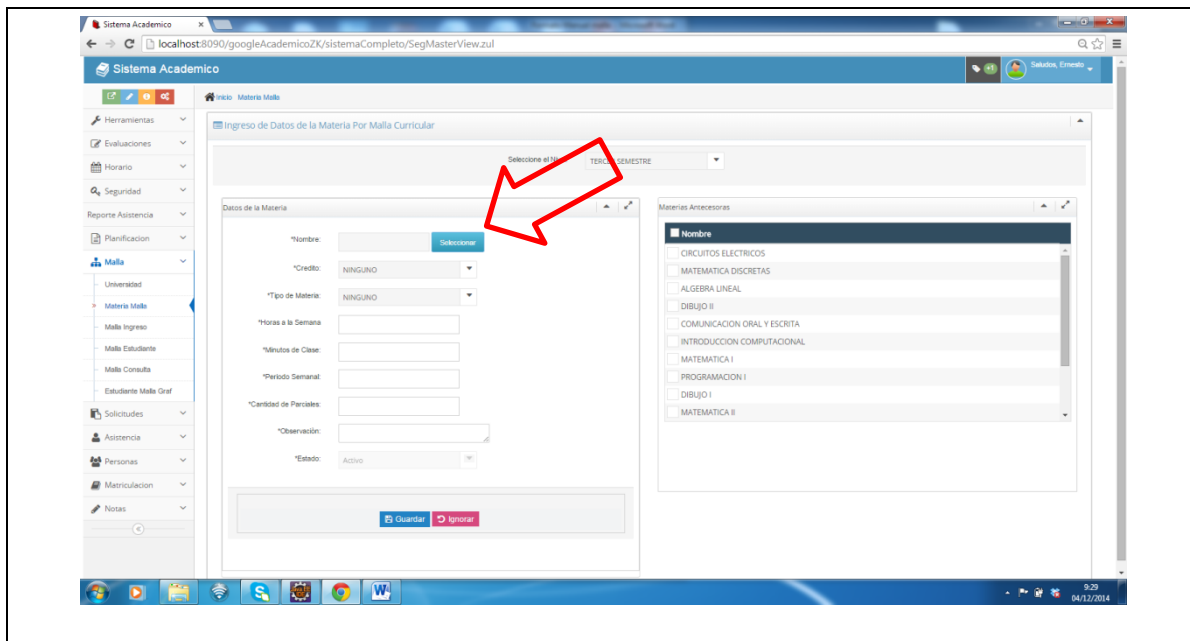 Sistema Academico
localhost:8090/googleAcademicoZK/sistemaCompleto/SegMasterView.zul
Sistema Academico
+1
Saludos, Ernesto
Inicio Materia Malla
Herramientas
Evaluaciones
Horario
Seguridad
Reporte Asistencia
Planificacion
Malla
Universidad
Materia Malla
Malla Ingreso
Malla Estudiante
Malla Consulta
Estudiante Malla Graf
Solicitudes
Asistencia
Personas
Matriculacion
Notas
Ingreso de Datos de la Materia Por Malla Curricular
Seleccione el
SEMESTRE
Datos de la Materia
*Nombre:
Seleccionar
*Credito:
NINGUNO
*Tipo de Materia:
NINGUNO
*Horas a la Semana
*Minutos de Clase:
*Periodo Semanal:
*Cantidad de Parciales:
*Observación:
*Estado:
Activo
Guardar
Ignorar
Materias Antecesoras
Nombre
CIRCUITOS ELECTRICOS
MATEMATICA DISCRETAS
ALGEBRA LINEAL
DIBUJO II
COMUNICACION ORAL Y ESCRITA
INTRODUCCION COMPUTACIONAL
MATEMATICA I
PROGRAMACION I
DIBUJO I
MATEMATICA II
9:29
04/12/2014